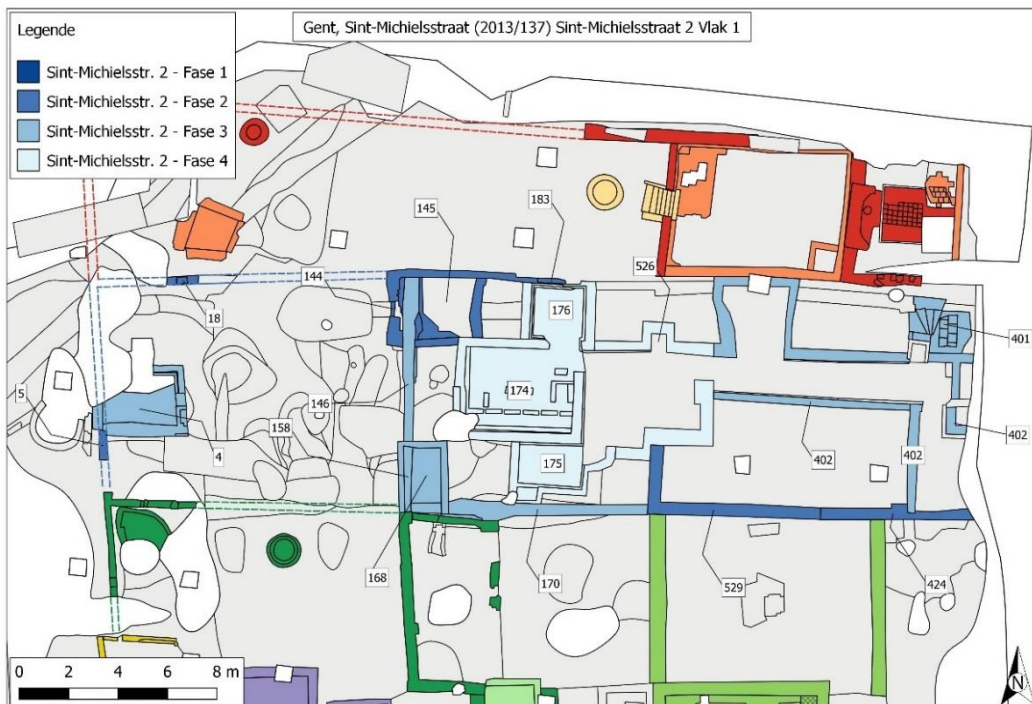 Gent, Sint-Michielsstraat (2013/137) Sint-Michielsstraat 2 Vlak 1
Legende
Sint-Michielsstr. 2 - Fase 1
Sint-Michielsstr. 2 - Fase 2
Sint-Michielsstr. 2 - Fase 3
Sint-Michielsstr. 2 - Fase 4
145
183
526
144
18
176
401
5
146
174
158
4
402
402
402
175
168
170
529
424
0 2 4 6 8 m
N